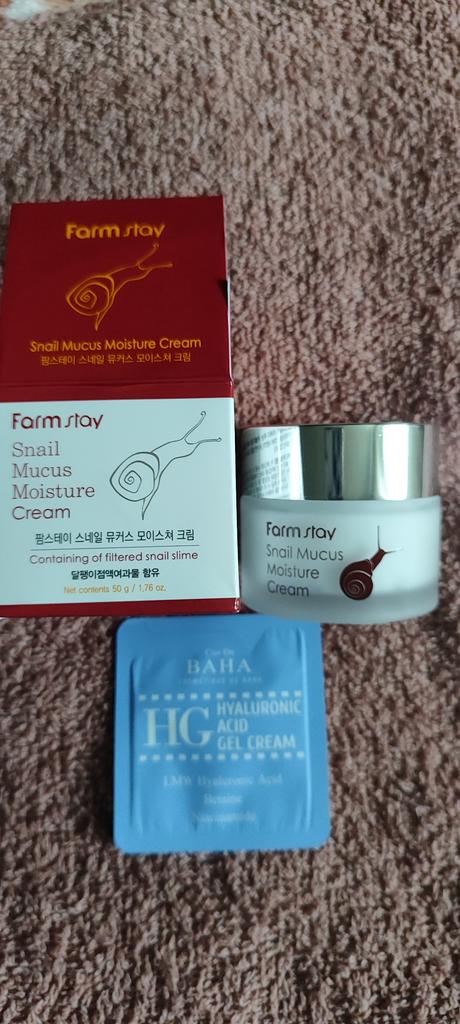 Farm stay
Snail Mucus Moisture Cream
팜스테이 스네일 뮤커스 모이스쳐 크림
Farm stay
Snail
Mucus
Moisture
Cream
팜스테이 스네일 뮤커스 모이스쳐 크림
Containing of filtered snail slime
달팽이점액여과물 함유
Net contents 50 g / 1,76 oz.
Farm stay
Snail Mucus
Moisture
Cream
Cos De
BAHA
HG
HYALURONIC
ACID
GEL CREAM
LMW Hyaluronic Acid
Betaine
Niacinamide